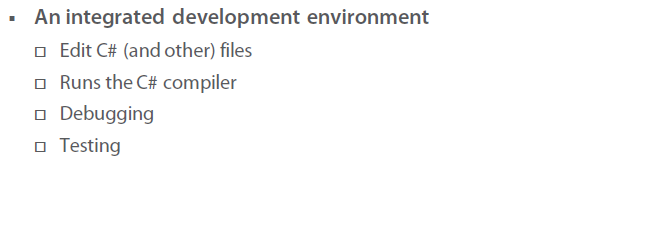 ▪ An integrated development environment
□ Edit C# (and other) files
□ Runs the C# compiler
□ Debugging
□ Testing